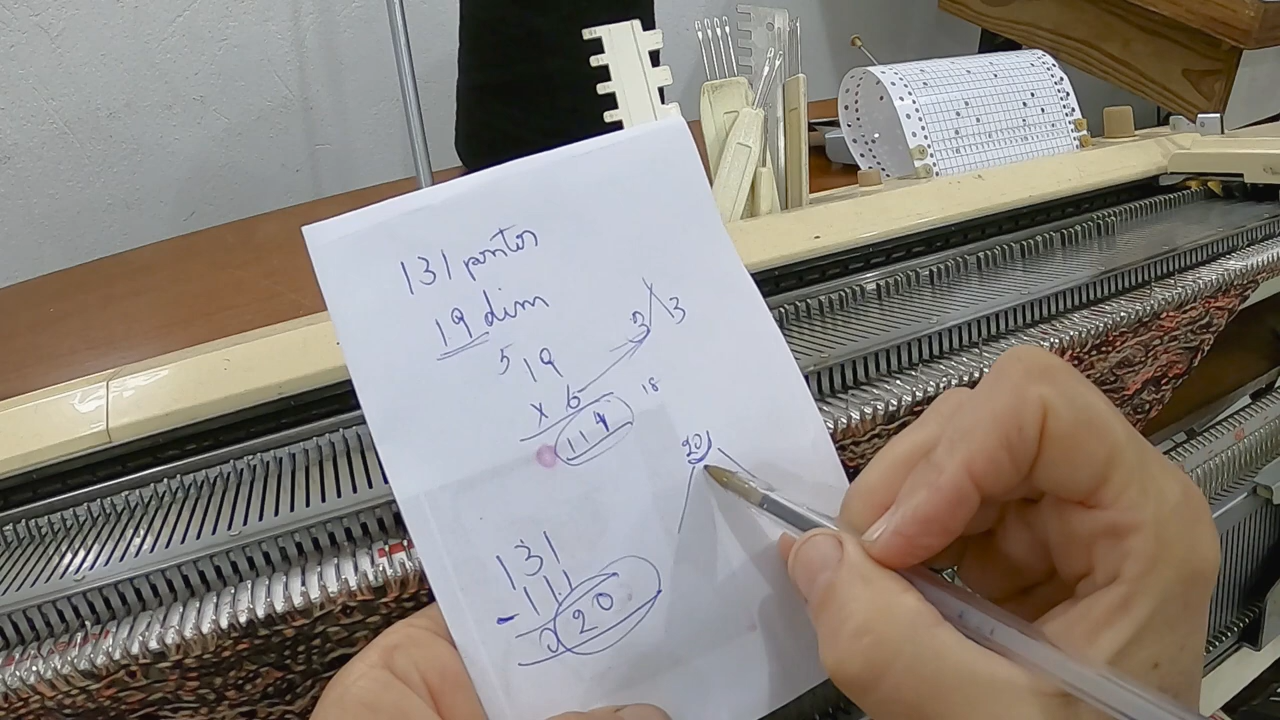 131 pontos
19 dim
5 19
x 6
114
3 / 3
18
20
131
- 111
020